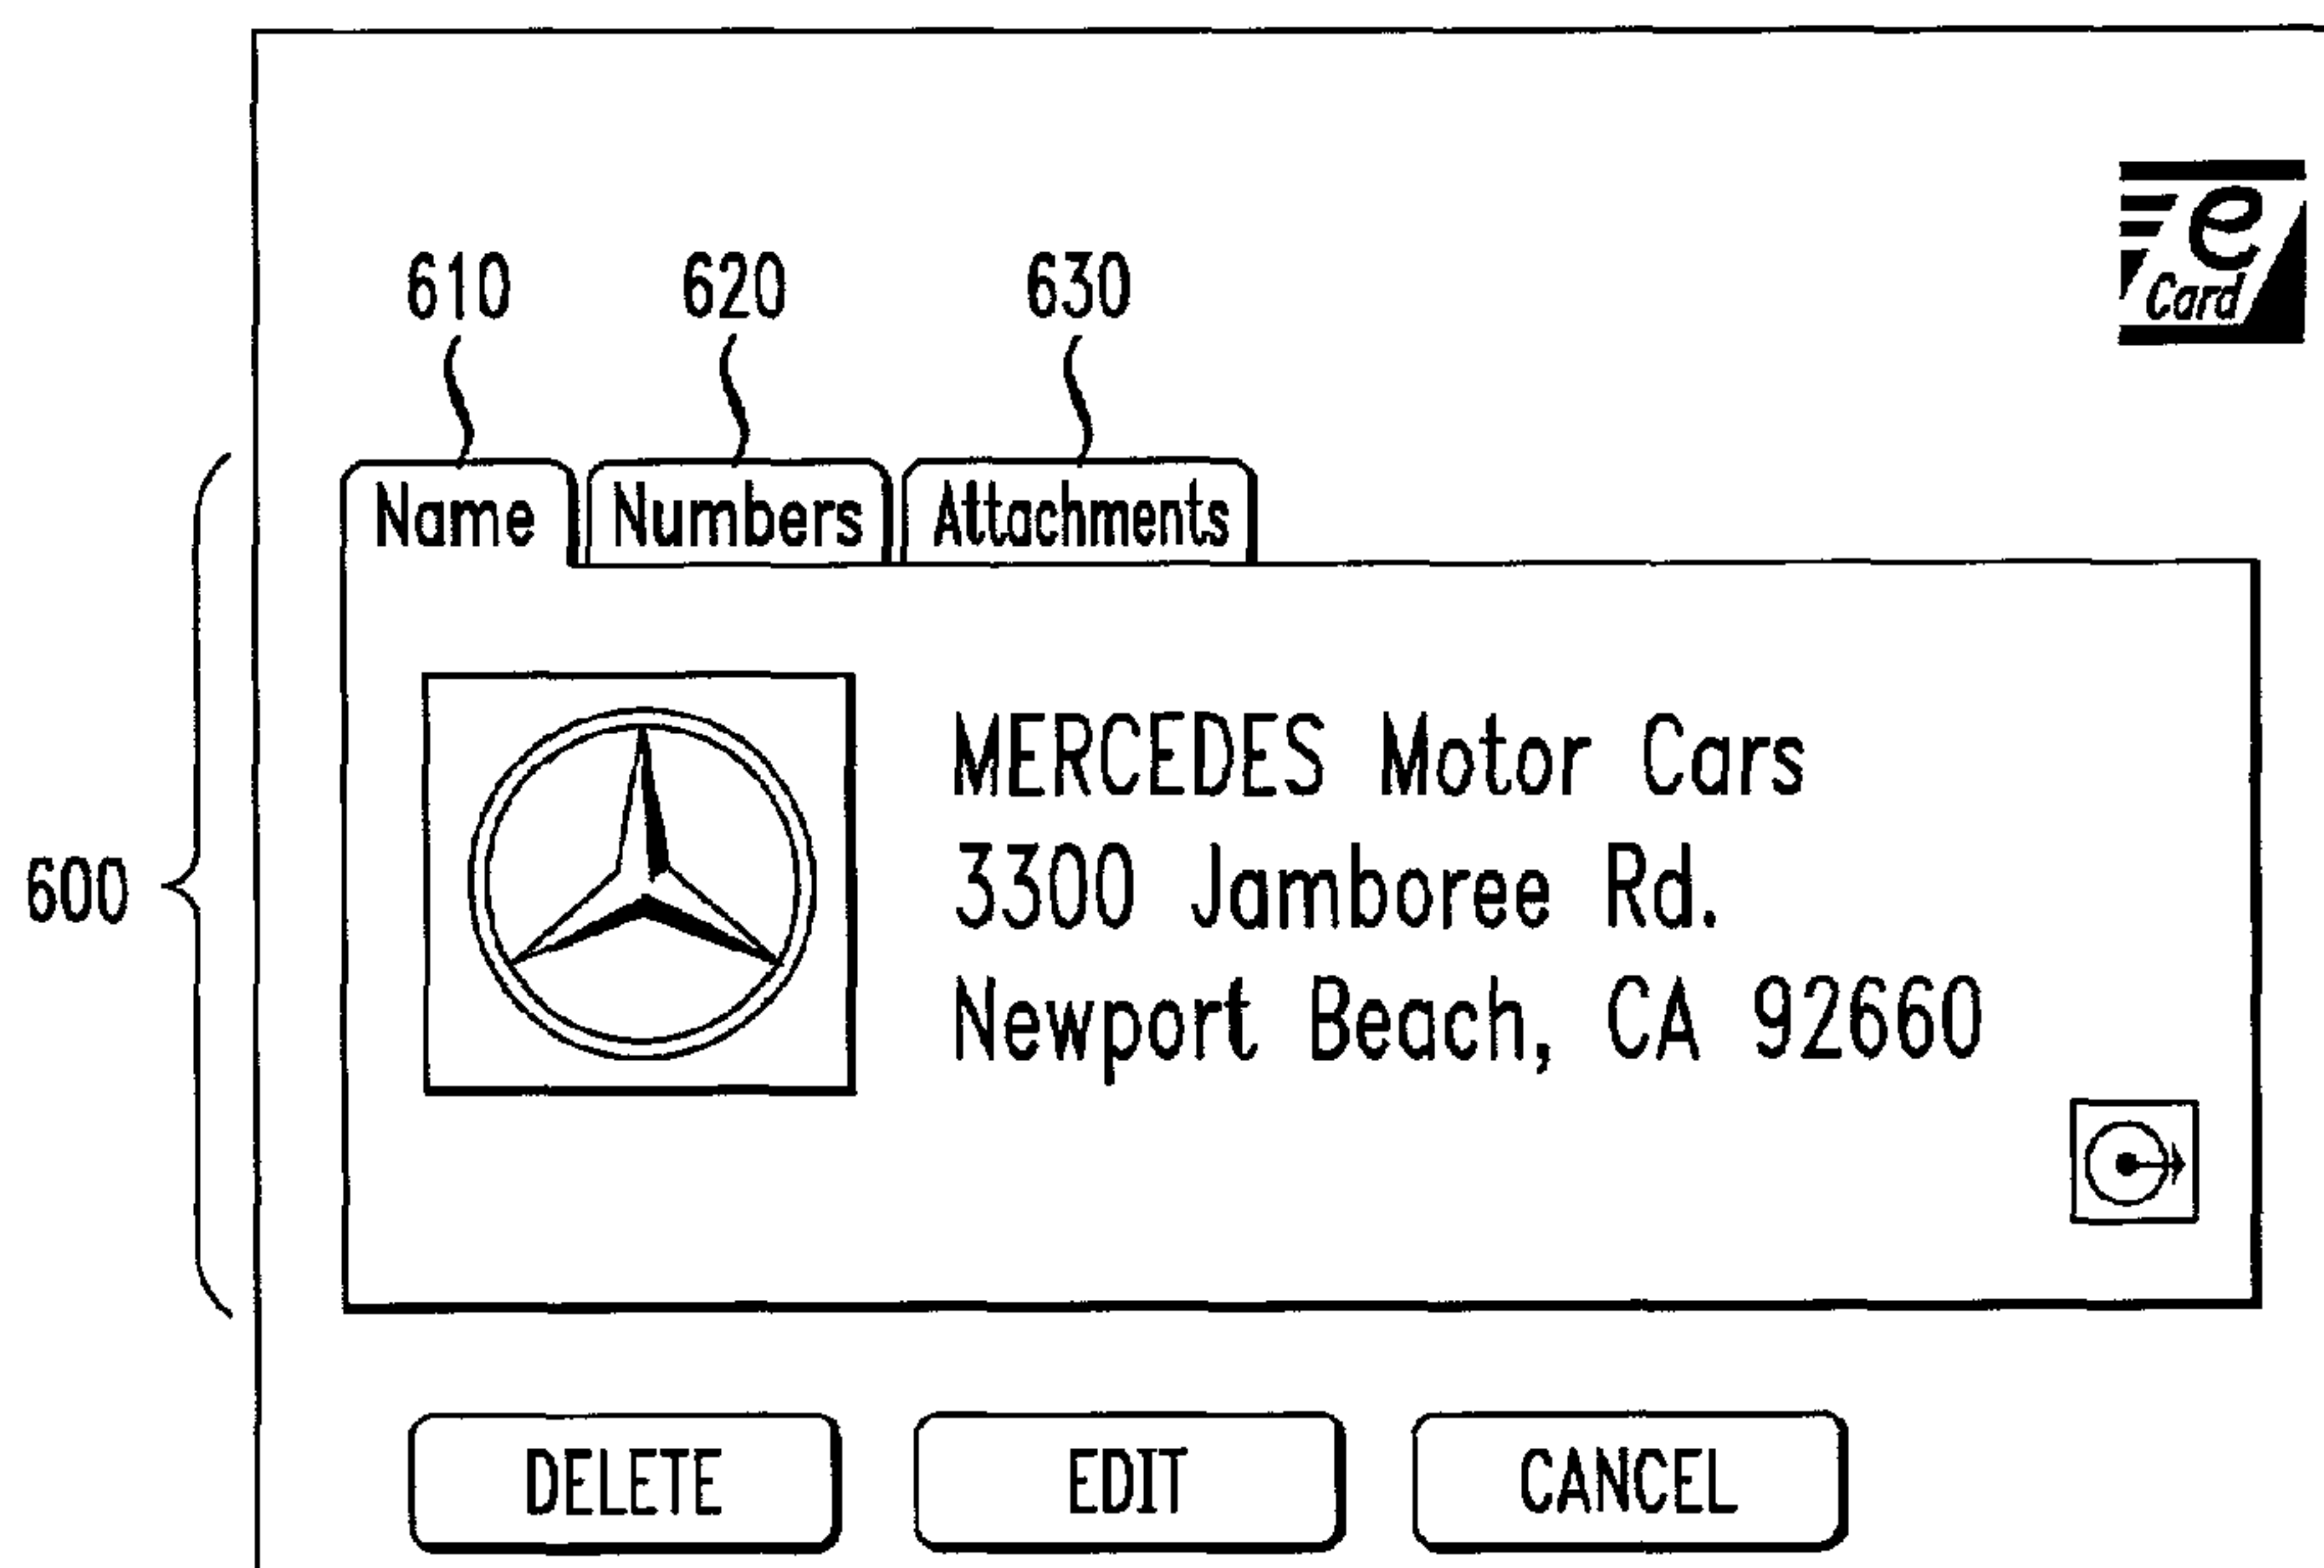 e
Card
610 620 630
Name Numbers Attachments
600
MERCEDES Motor Cars
3300 Jamboree Rd.
Newport Beach, CA 92660
DELETE EDIT CANCEL